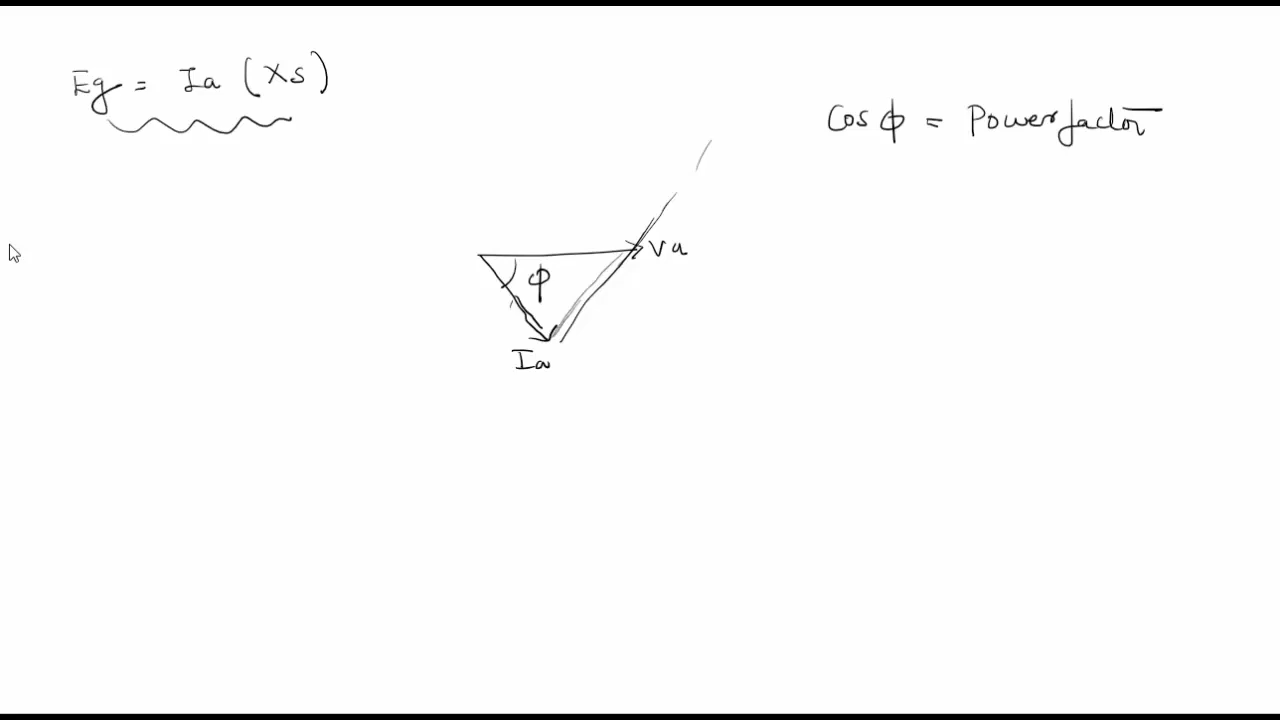 Eg = Ia (Xs)
Cos ϕ = Powerfactor
Va
ϕ
Ia